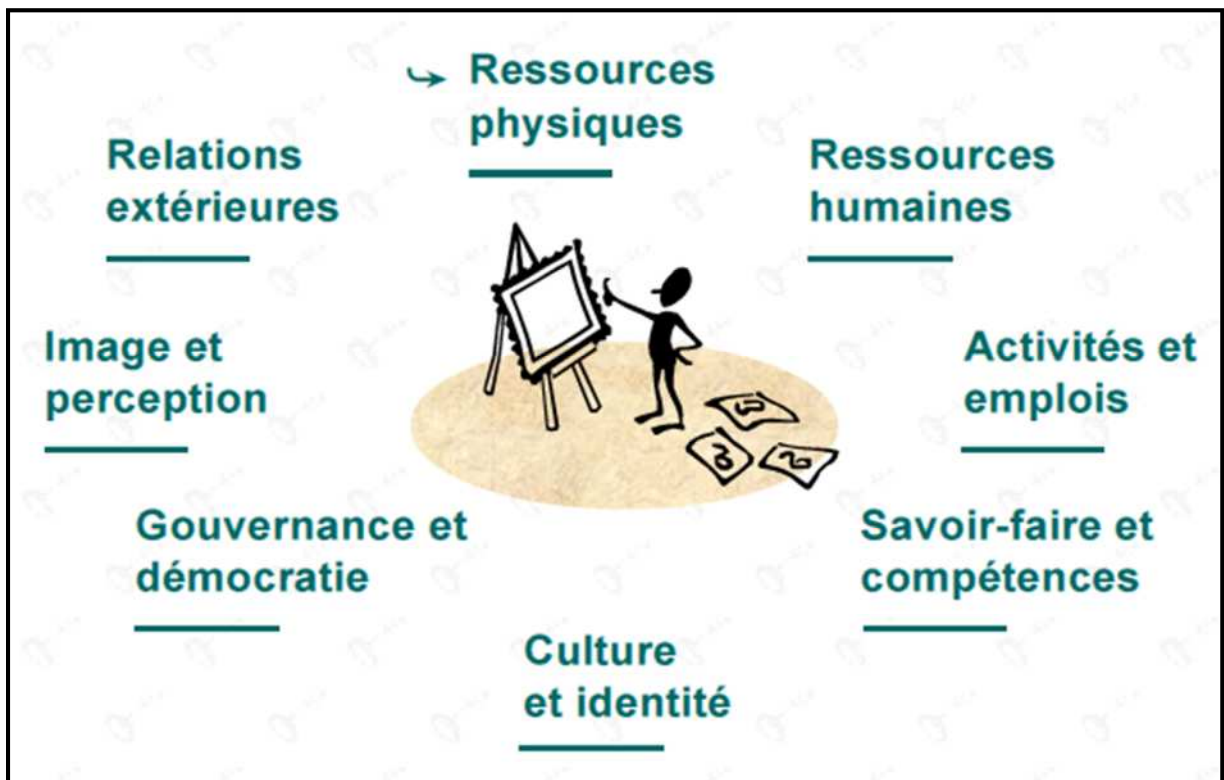 Ressources
physiques
Ressources
humaines
Activités et
emplois
Savoir-faire et
compétences
Culture
et identité
Gouvernance et
démocratie
Image et
perception
Relations
extérieures